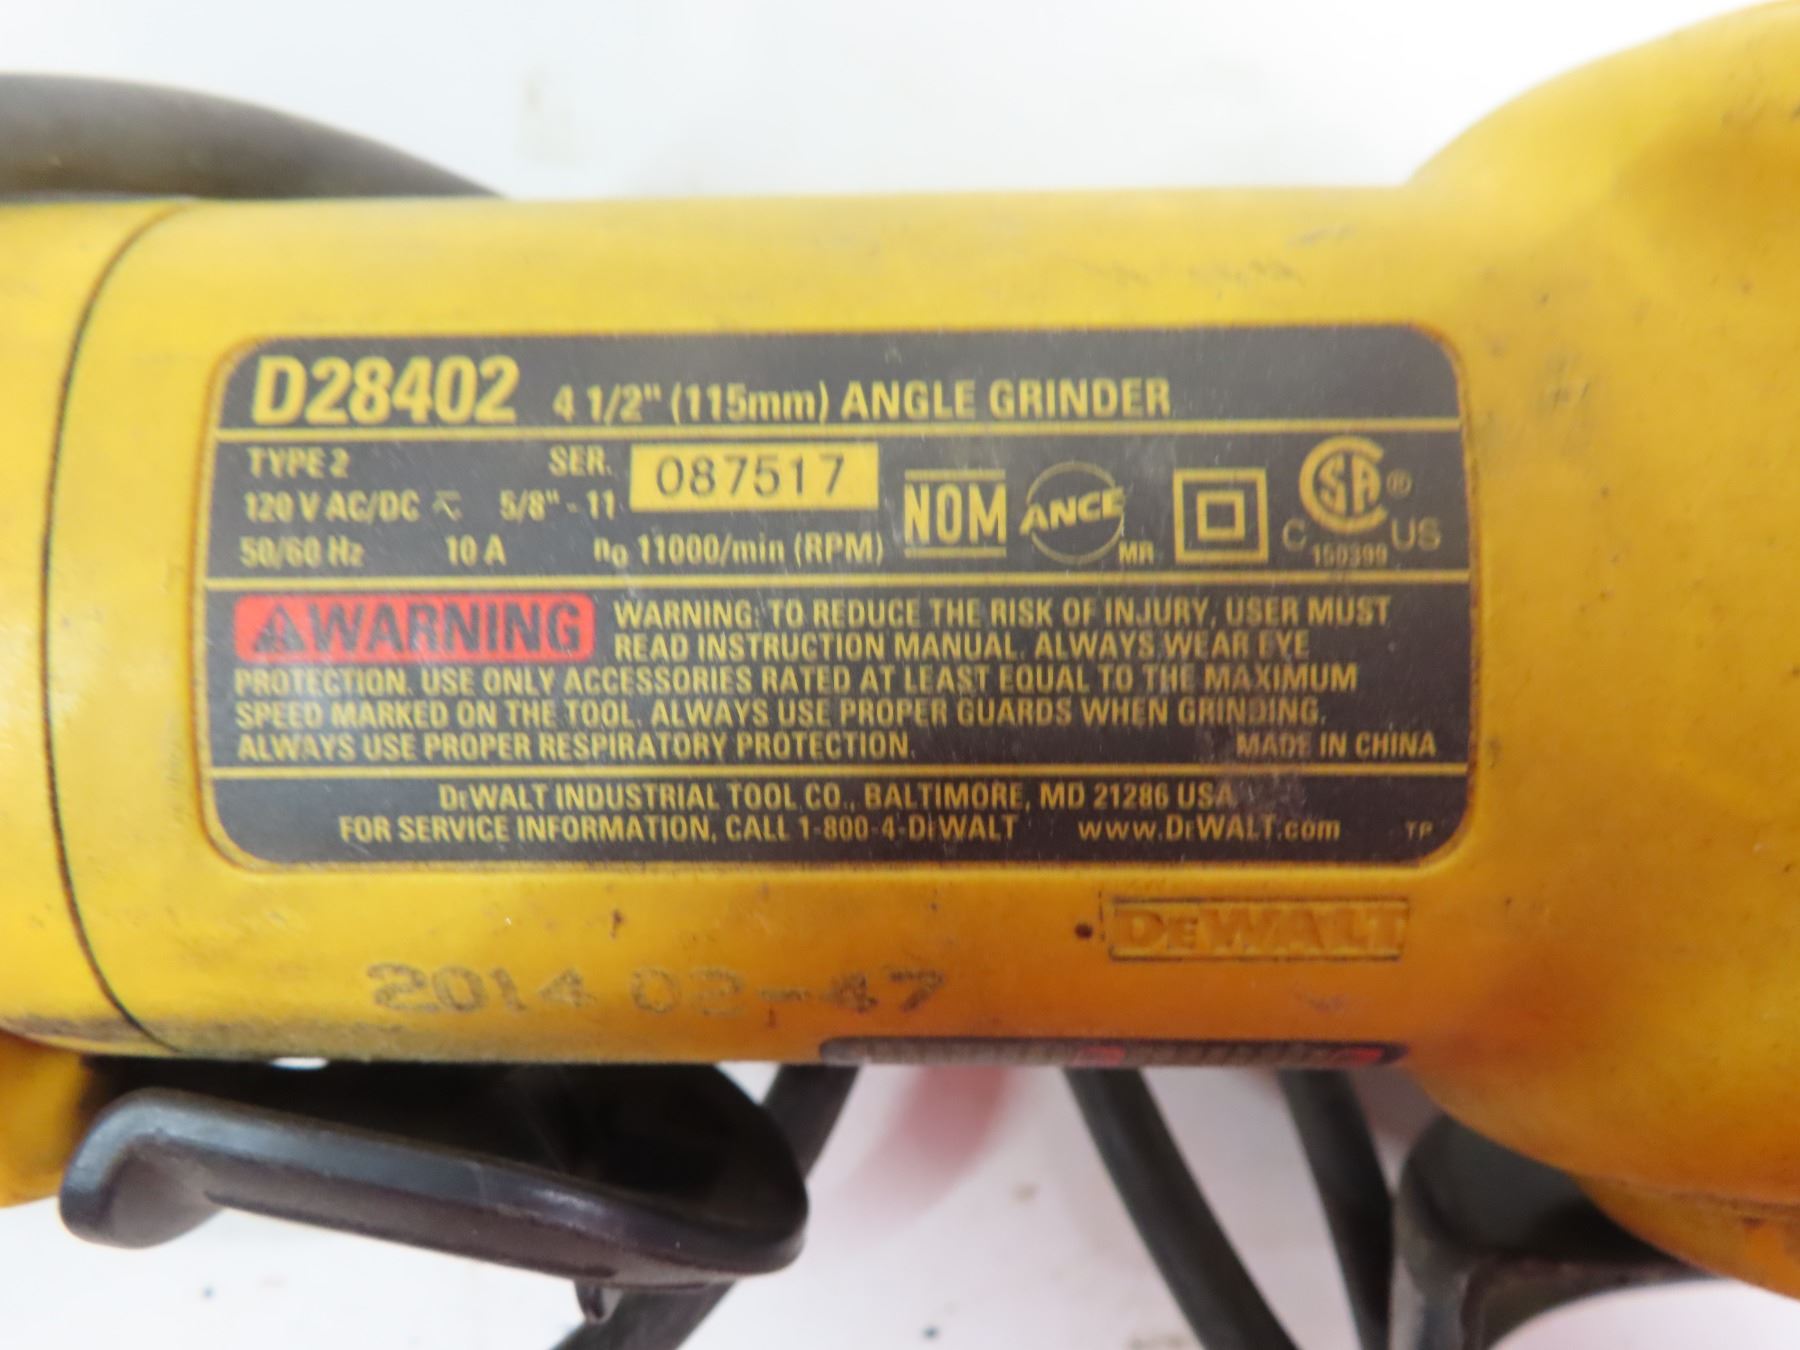 D28402 4 1/2" (115mm) ANGLE GRINDER
TYPE 2 SER. 087517
120 V AC/DC 5/8" - 11
50/60 Hz 10 A n0 11000/min (RPM)
NOM ANCE MR CSA ® C US 150399
WARNING WARNING: TO REDUCE THE RISK OF INJURY, USER MUST
READ INSTRUCTION MANUAL. ALWAYS WEAR EYE
PROTECTION. USE ONLY ACCESSORIES RATED AT LEAST EQUAL TO THE MAXIMUM
SPEED MARKED ON THE TOOL. ALWAYS USE PROPER GUARDS WHEN GRINDING.
ALWAYS USE PROPER RESPIRATORY PROTECTION. MADE IN CHINA
DEWALT INDUSTRIAL TOOL CO., BALTIMORE, MD 21286 USA
FOR SERVICE INFORMATION, CALL 1-800-4-DEWALT www.DEWALT.com TP
DEWALT
2014 02-47